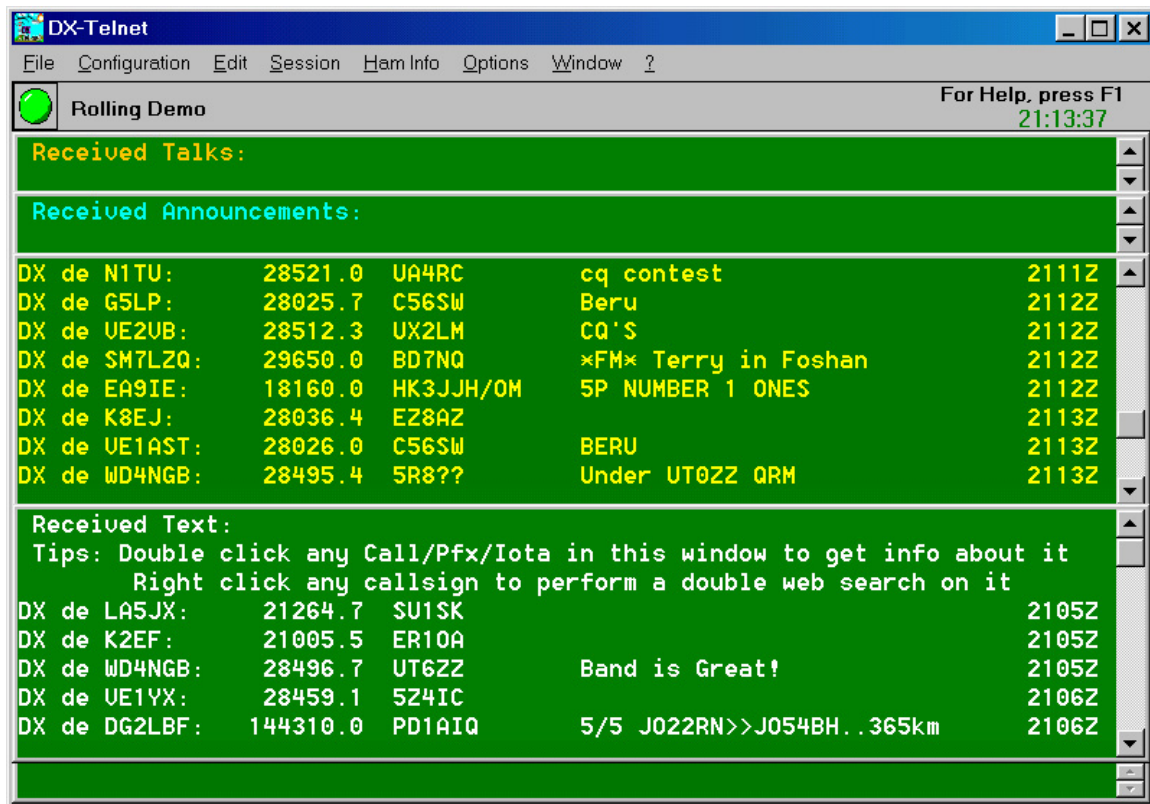 DX-Telnet
File Configuration Edit Session Ham Info Options Window ?
Rolling Demo
For Help, press F1
21:13:37
Received Talks:
Received Announcements:
DX de N1TU: 28521.0 UA4RC cq contest 2111Z
DX de G5LP: 28025.7 C56SW Beru 2112Z
DX de VE2VB: 28512.3 UX2LM CQ'S 2112Z
DX de SM7LZQ: 29650.0 BD7NQ *FM* Terry in Foshan 2112Z
DX de EA9IE: 18160.0 HK3JJH/OM 5P NUMBER 1 ONES 2112Z
DX de K8EJ: 28036.4 EZ8AZ 2113Z
DX de VE1AST: 28026.0 C56SW BERU 2113Z
DX de WD4NGB: 28495.4 5R8?? Under UT0ZZ QRM 2113Z
Received Text:
Tips: Double click any Call/Pfx/Iota in this window to get info about it
Right click any callsign to perform a double web search on it
DX de LA5JX: 21264.7 SU1SK 2105Z
DX de K2EF: 21005.5 ER1OA 2105Z
DX de WD4NGB: 28496.7 UT6ZZ Band is Great! 2105Z
DX de VE1YX: 28459.1 5Z4IC 2106Z
DX de DG2LBF: 144310.0 PD1AIQ 5/5 JO22RN>>JO54BH..365km 2106Z